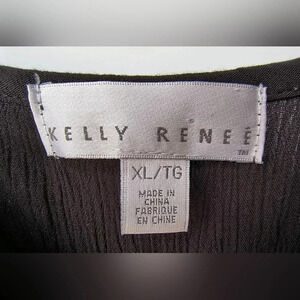 KELLY RENEÉ
TM
XL/TG
MADE IN
CHINA
FABRIQUE
EN CHINE